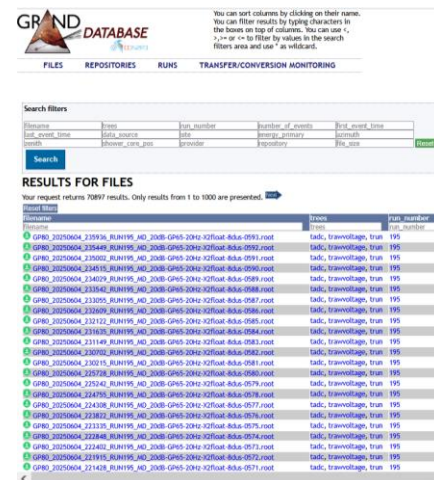 GRAND
DATABASE
You can sort columns by clicking on their name.
You can filter results by typing characters in
the boxes on top of columns. You can use <,
>,>= or <= to filter by values in the search
filters area and use * as wildcard.
FILES REPOSITORIES RUNS TRANSFER/CONVERSION MONITORING
Search filters
filename trees run_number number_of_events first_event_time
last_event_time data_source site energy_primary azimuth
zenith shower_core_pos provider repository file_size Reset
Search
RESULTS FOR FILES
Your request returns 70897 results. Only results from 1 to 1000 are presented. Next
Reset filters
filename trees run_number
filename trees run_number
GP80_20250604_235936_RUN195_MD_20dB-GP65-20Hz-X2float-8dus-0593.root tadc, trawvoltage, trun 195
GP80_20250604_235449_RUN195_MD_20dB-GP65-20Hz-X2float-8dus-0592.root tadc, trawvoltage, trun 195
GP80_20250604_235002_RUN195_MD_20dB-GP65-20Hz-X2float-8dus-0591.root tadc, trawvoltage, trun 195
GP80_20250604_234515_RUN195_MD_20dB-GP65-20Hz-X2float-8dus-0590.root tadc, trawvoltage, trun 195
GP80_20250604_234029_RUN195_MD_20dB-GP65-20Hz-X2float-8dus-0589.root tadc, trawvoltage, trun 195
GP80_20250604_233542_RUN195_MD_20dB-GP65-20Hz-X2float-8dus-0588.root tadc, trawvoltage, trun 195
GP80_20250604_233055_RUN195_MD_20dB-GP65-20Hz-X2float-8dus-0587.root tadc, trawvoltage, trun 195
GP80_20250604_232609_RUN195_MD_20dB-GP65-20Hz-X2float-8dus-0586.root tadc, trawvoltage, trun 195
GP80_20250604_232122_RUN195_MD_20dB-GP65-20Hz-X2float-8dus-0585.root tadc, trawvoltage, trun 195
GP80_20250604_231635_RUN195_MD_20dB-GP65-20Hz-X2float-8dus-0584.root tadc, trawvoltage, trun 195
GP80_20250604_231149_RUN195_MD_20dB-GP65-20Hz-X2float-8dus-0583.root tadc, trawvoltage, trun 195
GP80_20250604_230702_RUN195_MD_20dB-GP65-20Hz-X2float-8dus-0582.root tadc, trawvoltage, trun 195
GP80_20250604_230215_RUN195_MD_20dB-GP65-20Hz-X2float-8dus-0581.root tadc, trawvoltage, trun 195
GP80_20250604_225728_RUN195_MD_20dB-GP65-20Hz-X2float-8dus-0580.root tadc, trawvoltage, trun 195
GP80_20250604_225242_RUN195_MD_20dB-GP65-20Hz-X2float-8dus-0579.root tadc, trawvoltage, trun 195
GP80_20250604_224755_RUN195_MD_20dB-GP65-20Hz-X2float-8dus-0578.root tadc, trawvoltage, trun 195
GP80_20250604_224308_RUN195_MD_20dB-GP65-20Hz-X2float-8dus-0577.root tadc, trawvoltage, trun 195
GP80_20250604_223822_RUN195_MD_20dB-GP65-20Hz-X2float-8dus-0576.root tadc, trawvoltage, trun 195
GP80_20250604_223335_RUN195_MD_20dB-GP65-20Hz-X2float-8dus-0575.root tadc, trawvoltage, trun 195
GP80_20250604_222848_RUN195_MD_20dB-GP65-20Hz-X2float-8dus-0574.root tadc, trawvoltage, trun 195
GP80_20250604_222402_RUN195_MD_20dB-GP65-20Hz-X2float-8dus-0573.root tadc, trawvoltage, trun 195
GP80_20250604_221915_RUN195_MD_20dB-GP65-20Hz-X2float-8dus-0572.root tadc, trawvoltage, trun 195
GP80_20250604_221428_RUN195_MD_20dB-GP65-20Hz-X2float-8dus-0571.root tadc, trawvoltage, trun 195